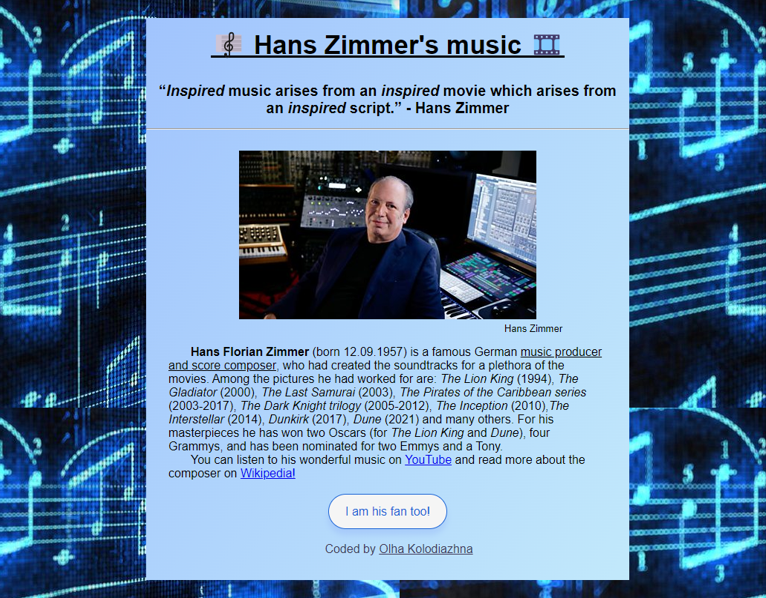 Hans Zimmer's music
“Inspired music arises from an inspired movie which arises from
an inspired script.” - Hans Zimmer
Hans Zimmer
Hans Florian Zimmer (born 12.09.1957) is a famous German music producer
and score composer, who had created the soundtracks for a plethora of the
movies. Among the pictures he had worked for are: The Lion King (1994), The
Gladiator (2000), The Last Samurai (2003), The Pirates of the Caribbean series
(2003-2017), The Dark Knight trilogy (2005-2012), The Inception (2010),The
Interstellar (2014), Dunkirk (2017), Dune (2021) and many others. For his
masterpieces he has won two Oscars (for The Lion King and Dune), four
Grammys, and has been nominated for two Emmys and a Tony.
You can listen to his wonderful music on YouTube and read more about the
composer on Wikipedia!
I am his fan too!
Coded by Olha Kolodiazhna